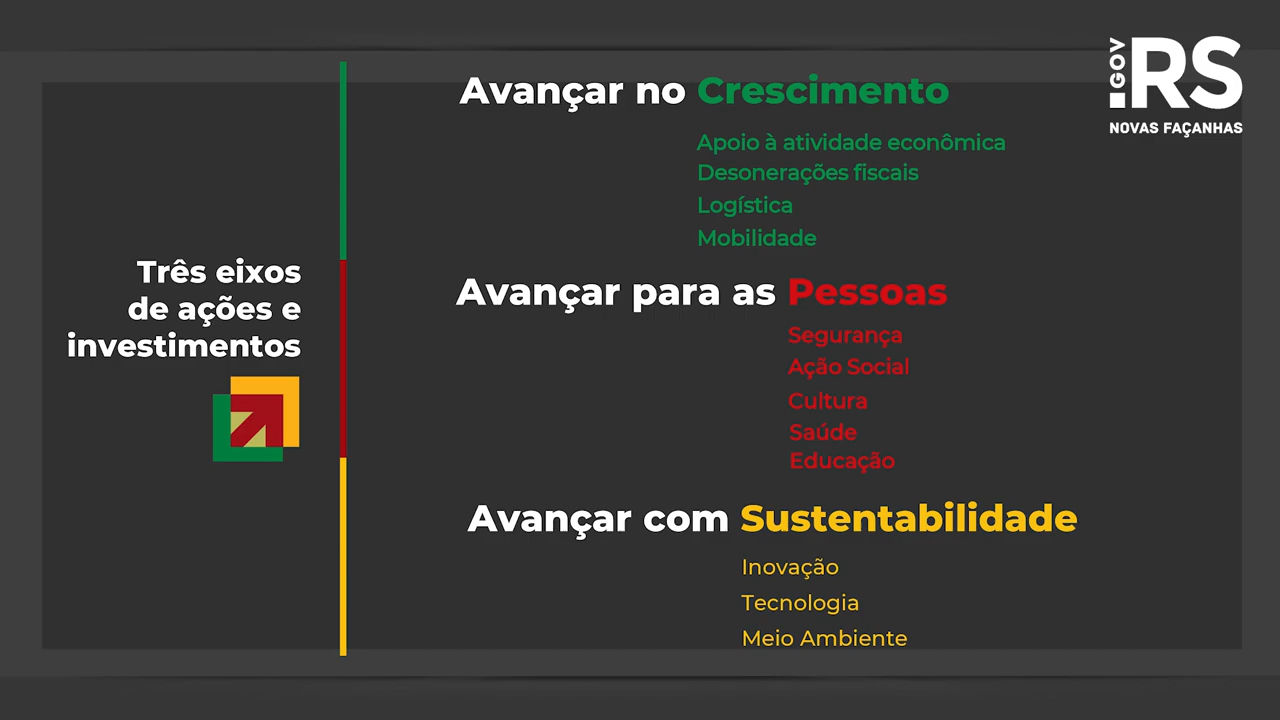 Três eixos
de ações e
investimentos
Avançar no Crescimento
Apoio à atividade econômica
Desonerações fiscais
Logística
Mobilidade
Avançar para as Pessoas
Segurança
Ação Social
Cultura
Saúde
Educação
Avançar com Sustentabilidade
Inovação
Tecnologia
Meio Ambiente
.GOV
RS
NOVAS FAÇANHAS